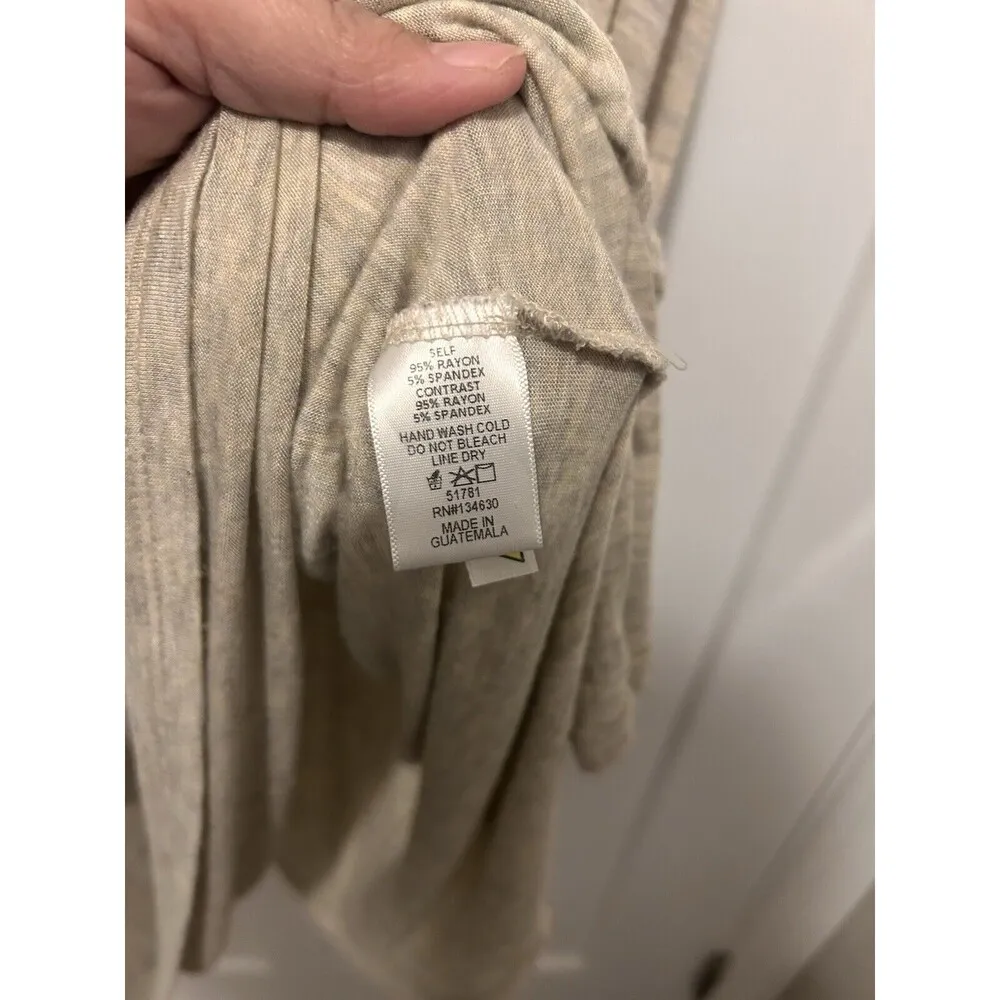 SELF
95% RAYON
5% SPANDEX
CONTRAST
95% RAYON
5% SPANDEX
HAND WASH COLD
DO NOT BLEACH
LINE DRY
51781
RN#134630
MADE IN
GUATEMALA